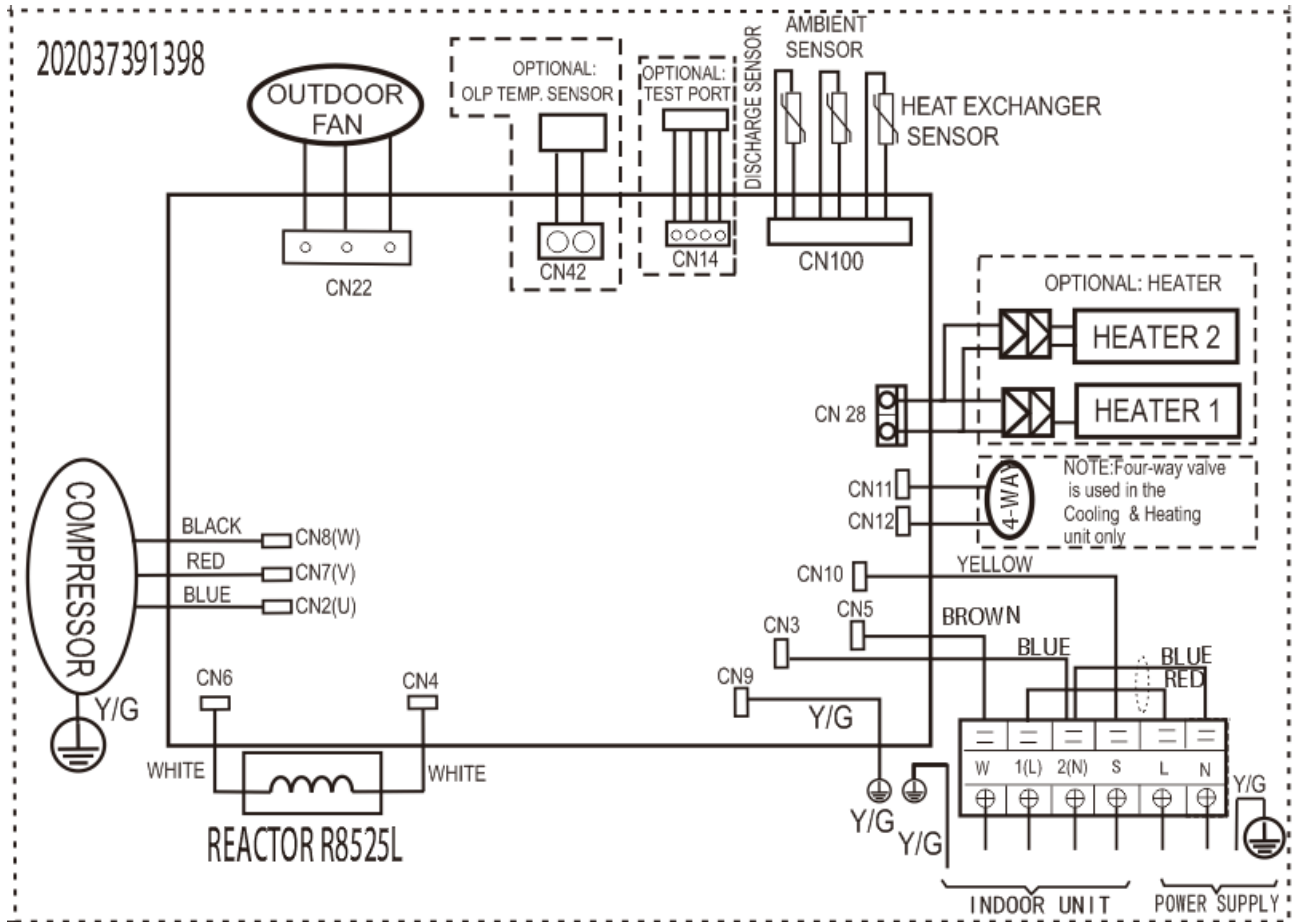 202037391398
OUTDOOR
FAN
CN22
OPTIONAL:
OLP TEMP. SENSOR
CN42
OPTIONAL:
TEST PORT
CN14
DISCHARGE SENSOR
AMBIENT
SENSOR
HEAT EXCHANGER
SENSOR
CN100
OPTIONAL: HEATER
HEATER 2
HEATER 1
CN 28
CN11
CN12
4-WAY
NOTE:Four-way valve
is used in the
Cooling & Heating
unit only
COMPRESSOR
BLACK
CN8(W)
RED
CN7(V)
BLUE
CN2(U)
Y/G
CN6
CN4
WHITE
WHITE
REACTOR R8525L
CN10
YELLOW
CN5
BROWN
CN3
BLUE
BLUE
RED
CN9
Y/G
W 1(L) 2(N) S L N
Y/G
Y/G
Y/G
INDOOR UNIT
POWER SUPPLY